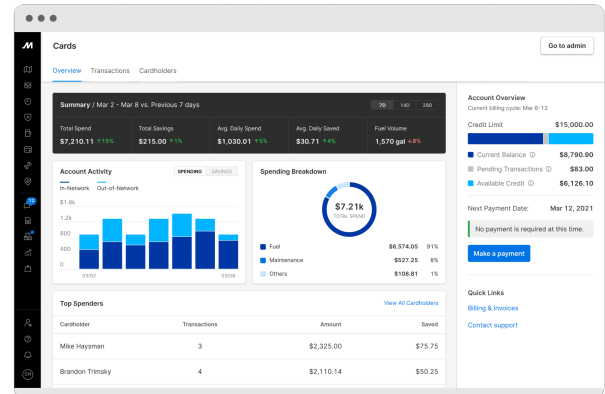 Cards
Go to admin
Overview Transactions Cardholders
Summary / Mar 2 - Mar 8 vs. Previous 7 days
7D 14D 28D
Total Spend
$7,210.11 ↑15%
Total Savings
$215.00 ↑1%
Avg. Daily Spend
$1,030.01 ↑5%
Avg. Daily Saved
$30.71 ↑4%
Fuel Volume
1,570 gal ↓8%
Account Activity
SPENDING SAVINGS
In-Network Out-of-Network
$1.6k
1.2k
800
400
0
03/02 03/08
Spending Breakdown
$7.21k
TOTAL SPEND
Fuel $6,574.05 91%
Maintenance $527.25 8%
Others $108.81 1%
Top Spenders
View All Cardholders
Cardholder Transactions Amount Saved
Mike Haysman 3 $2,325.00 $75.75
Brandon Trimsky 4 $2,110.14 $50.25
Account Overview
Current billing cycle: Mar 6-12
Credit Limit $15,000.00
Current Balance $8,790.90
Pending Transactions $83.00
Available Credit $6,126.10
Next Payment Date: Mar 12, 2021
No payment is required at this time.
Make a payment
Quick Links
Billing & invoices
Contact support
CH